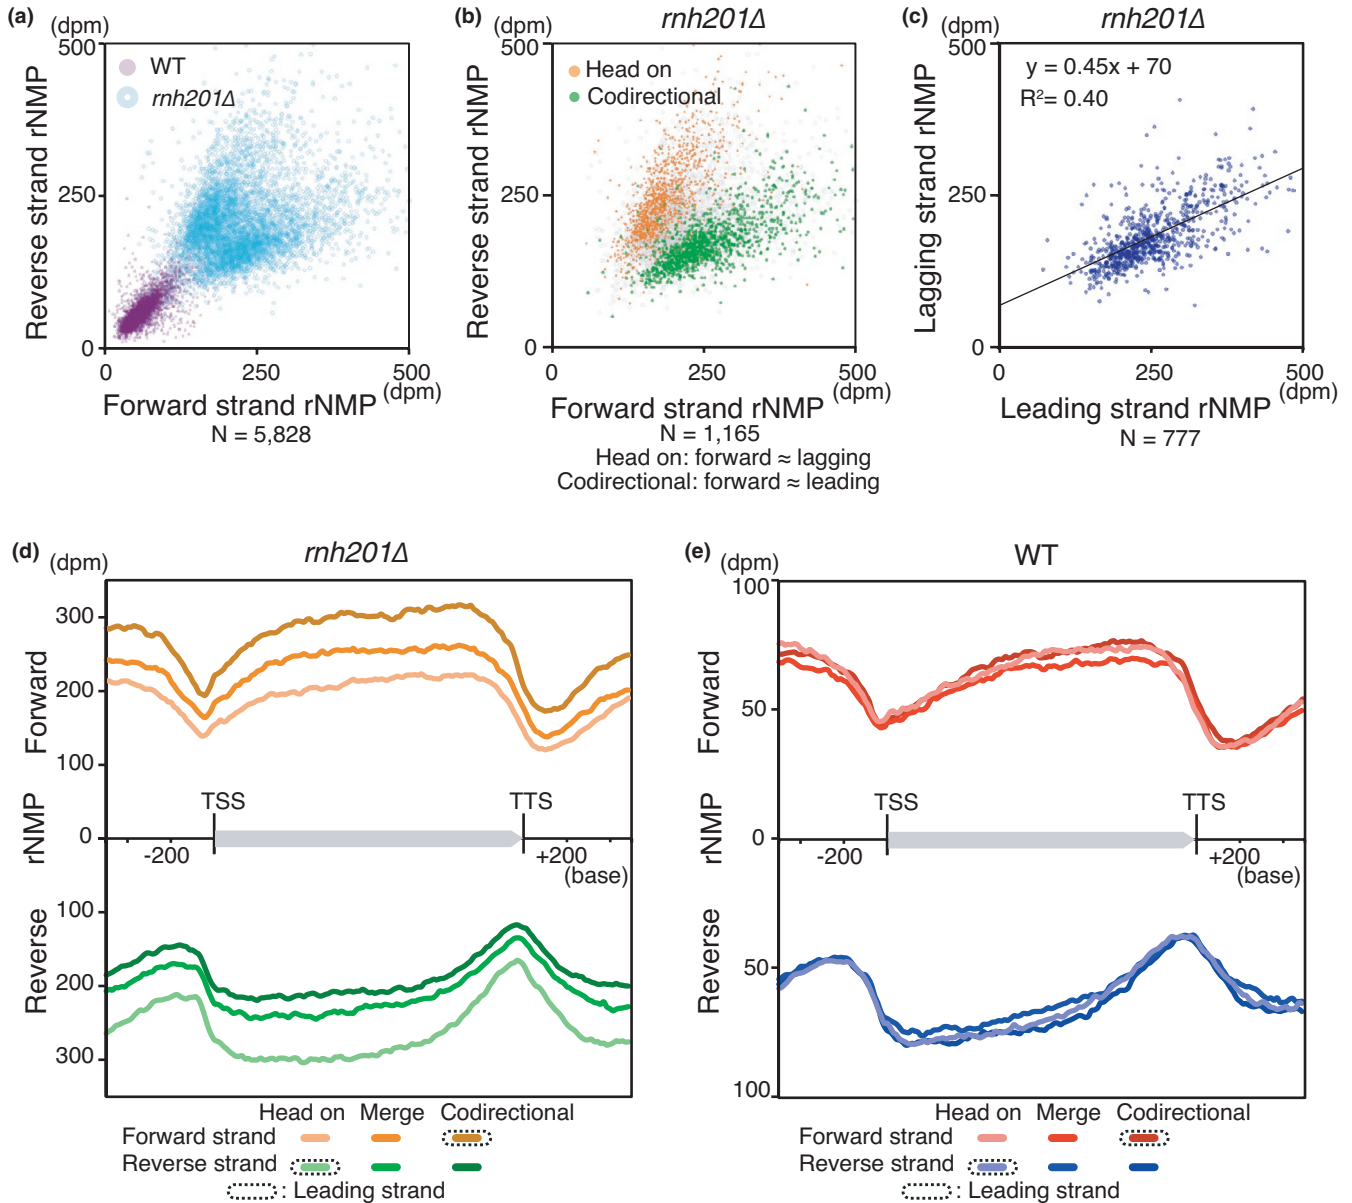 (a)
500
WT
rnh201Δ
250
0
0
250
500
(dpm)
Reverse strand rNMP
Forward strand rNMP
N = 5,828
(b)
rnh201Δ
500
Head on
Codirectional
250
0
0
250
500
(dpm)
Reverse strand rNMP
Forward strand rNMP
N = 1,165
Head on: forward ≈ lagging
Codirectional: forward ≈ leading
(c)
rnh201Δ
500
y = 0.45x + 70
R²= 0.40
250
0
0
250
500
(dpm)
Lagging strand rNMP
Leading strand rNMP
N = 777
(d)
(dpm)
rnh201Δ
300
200
100
0
100
200
300
Forward
rNMP
Reverse
TSS
TTS
-200
+200
(base)
Head on Merge Codirectional
Forward strand
Reverse strand
: Leading strand
(e)
(dpm)
WT
100
50
0
50
100
Forward
rNMP
Reverse
TSS
TTS
-200
+200
(base)
Head on Merge Codirectional
Forward strand
Reverse strand
: Leading strand